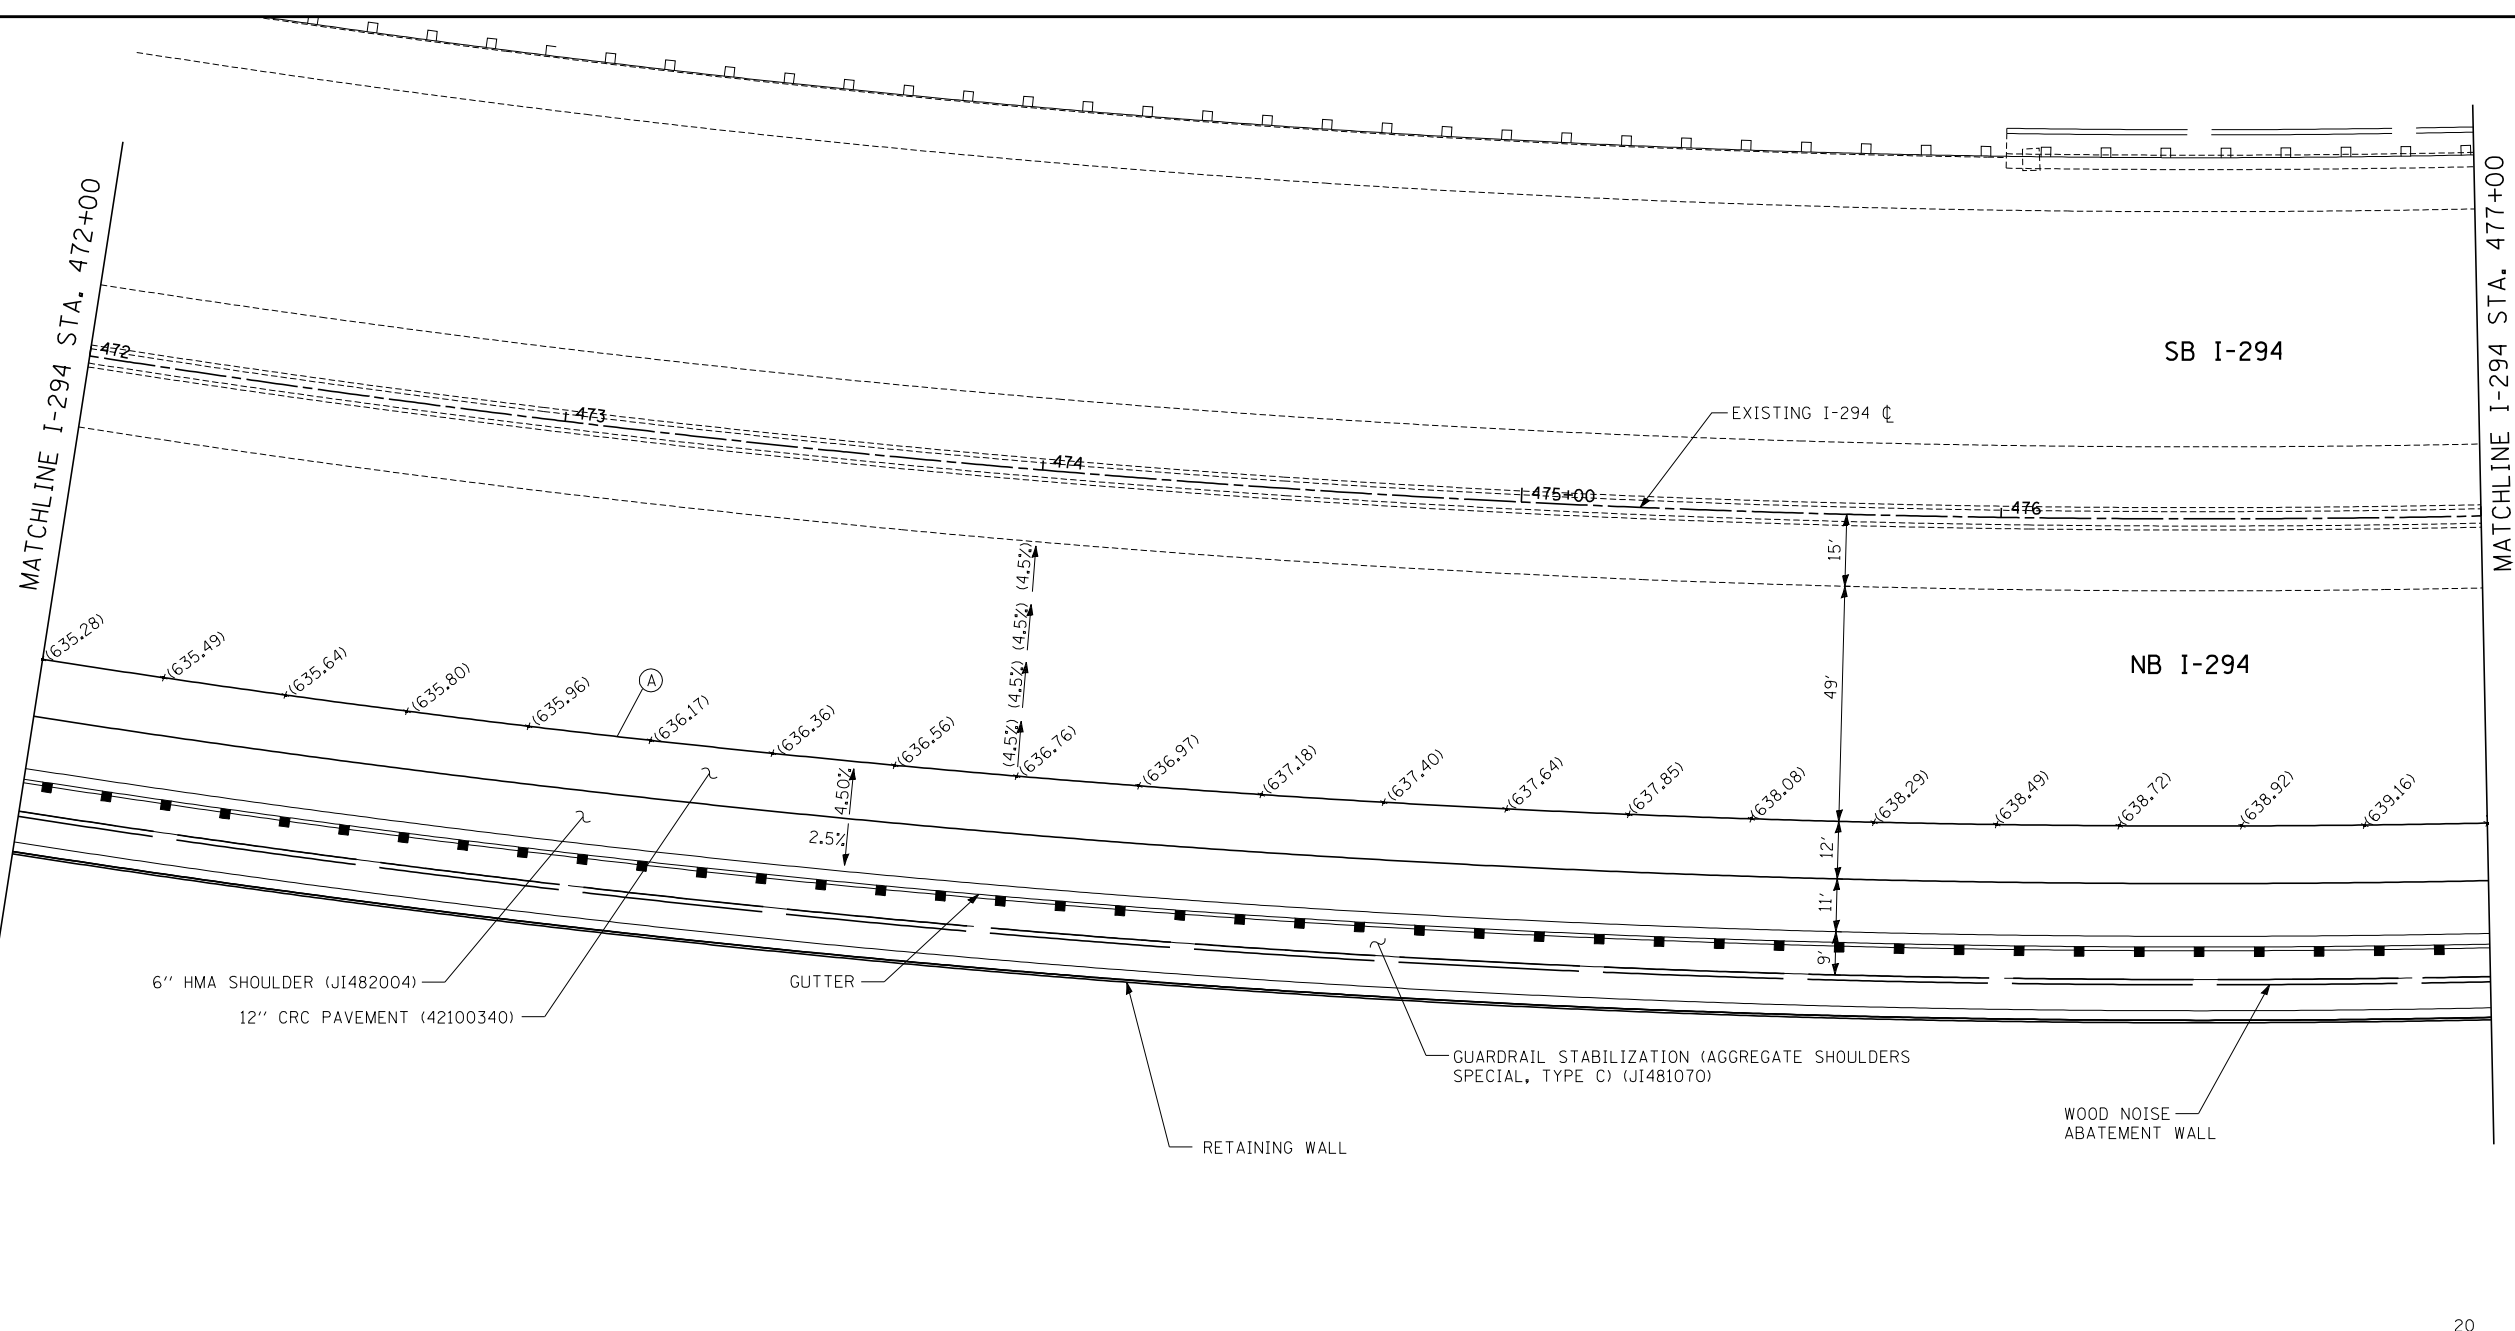 MATCHLINE I-294 STA. 472+00
MATCHLINE I-294 STA. 477+00
472
473
474
475+00
476
SB I-294
EXISTING I-294 ℄
NB I-294
(4.5%) (4.5%) (4.5%) (4.5%)
15'
49'
12'
11'
9'
(635.28)
(635.49)
(635.64)
(635.80)
(635.96)
A
(636.17)
(636.36)
(636.56)
(636.76)
(636.97)
(637.18)
(637.40)
(637.64)
(637.85)
(638.08)
(638.29)
(638.49)
(638.72)
(638.92)
(639.16)
4.50%
2.5%
6'' HMA SHOULDER (JI482004)
12'' CRC PAVEMENT (42100340)
GUTTER
GUARDRAIL STABILIZATION (AGGREGATE SHOULDERS
SPECIAL, TYPE C) (JI481070)
RETAINING WALL
WOOD NOISE
ABATEMENT WALL
20